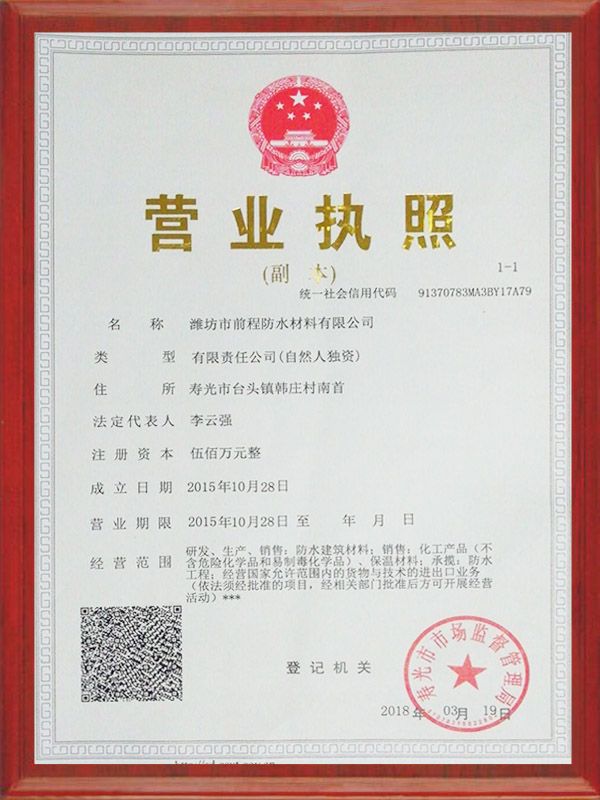 营业执照
(副 本)
1-1
统一社会信用代码 91370783MA3BY17A79
名 称 潍坊市前程防水材料有限公司
类 型 有限责任公司(自然人独资)
住 所 寿光市台头镇韩庄村南首
法定代表人 李云强
注册资本 伍佰万元整
成立日期 2015年10月28日
营业期限 2015年10月28日 至 年 月 日
经营范围 研发、生产、销售：防水建筑材料；销售：化工产品（不
含危险化学品和易制毒化学品）、保温材料；承揽：防水
工程；经营国家允许范围内的货物与技术的进出口业务
（依法须经批准的项目，经相关部门批准后方可开展经营
活动）***
登记机关
寿光市市场监督管理局
2018年 03月 19日